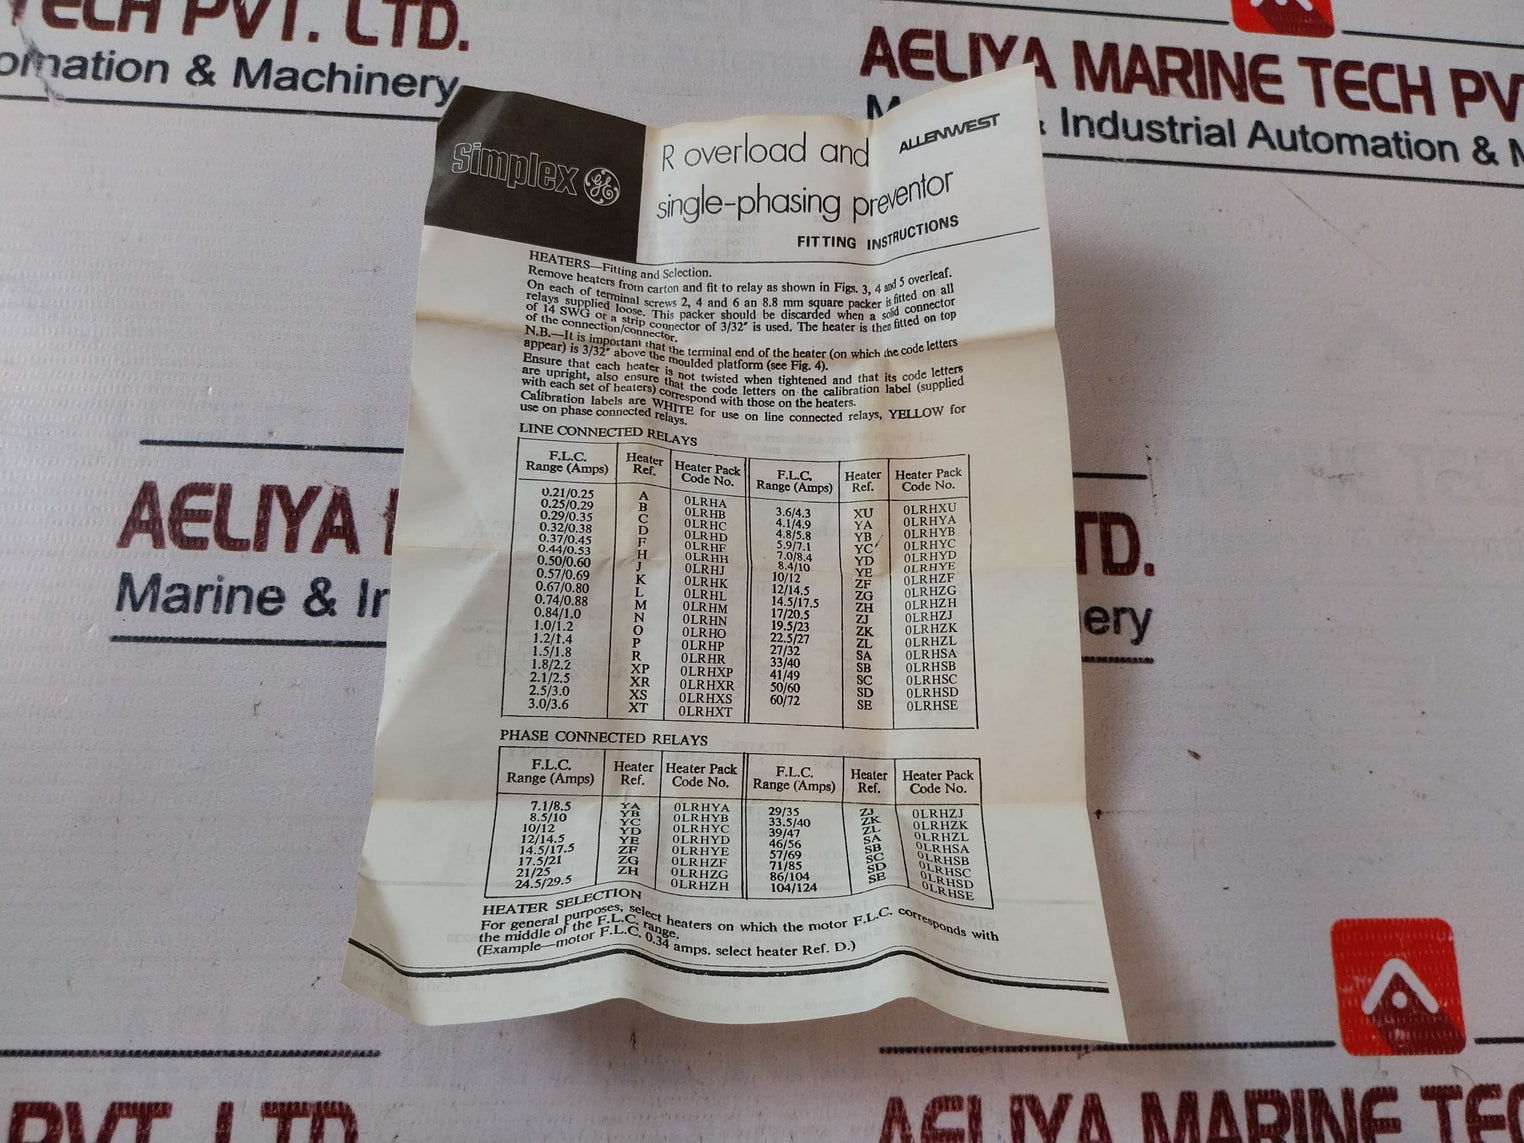 TECH PVT. LTD.
omation & Machinery
AELIYA MARINE TECH PV
& Industrial Automation &
Simplex GE
ALLENWEST
R overload and
single-phasing preventor
FITTING INSTRUCTIONS
HEATERS—Fitting and Selection.
Remove heaters from carton and fit to relay as shown in Figs. 3, 4 and 5 overleaf.
On each of terminal screws 2, 4 and 6 an 8.8 mm square packer is fitted on all
relays supplied loose. This packer should be discarded when a solid connector
of 14 SWG or a strip connector of 3/32″ is used. The heater is then fitted on top
of the connection/connector.
N.B.—It is important that the terminal end of the heater (on which the code letters
appear) is 3/32″ above the moulded platform (see Fig. 4).
Ensure that each heater is not twisted when tightened and that its code letters
are upright, also ensure that the code letters on the calibration label (supplied
with each set of heaters) correspond with those on the heaters.
Calibration labels are WHITE for use on line connected relays, YELLOW for
use on phase connected relays.
LINE CONNECTED RELAYS
F.L.C. Range (Amps) Heater Ref. Heater Pack Code No. F.L.C. Range (Amps) Heater Ref. Heater Pack Code No.
0.21/0.25 A 0LRHA 3.6/4.3 XU 0LRHXU
0.25/0.29 B 0LRHB 4.1/4.9 YA 0LRHYA
0.29/0.35 C 0LRHC 4.8/5.8 YB 0LRHYB
0.32/0.38 D 0LRHD 5.9/7.1 YC 0LRHYC
0.37/0.45 F 0LRHF 7.0/8.4 YD 0LRHYD
0.44/0.53 H 0LRHH 8.4/10 YE 0LRHYE
0.50/0.60 J 0LRHJ 10/12 ZF 0LRHZF
0.57/0.69 K 0LRHK 12/14.5 ZG 0LRHZG
0.67/0.80 L 0LRHL 14.5/17.5 ZH 0LRHZH
0.74/0.88 M 0LRHM 17/20.5 ZJ 0LRHZJ
0.84/1.0 N 0LRHN 19.5/23 ZK 0LRHZK
1.0/1.2 O 0LRHO 22.5/27 ZL 0LRHZL
1.2/1.4 P 0LRHP 27/32 SA 0LRHSA
1.5/1.8 R 0LRHR 33/40 SB 0LRHSB
1.8/2.2 XP 0LRHXP 41/49 SC 0LRHSC
2.1/2.5 XR 0LRHXR 50/60 SD 0LRHSD
2.5/3.0 XS 0LRHXS 60/72 SE 0LRHSE
3.0/3.6 XT 0LRHXT
PHASE CONNECTED RELAYS
F.L.C. Range (Amps) Heater Ref. Heater Pack Code No. F.L.C. Range (Amps) Heater Ref. Heater Pack Code No.
7.1/8.5 YA 0LRHYA 29/35 ZJ 0LRHZJ
8.5/10 YB 0LRHYB 33.5/40 ZK 0LRHZK
10/12 YC 0LRHYC 39/47 ZL 0LRHZL
12/14.5 YD 0LRHYD 46/56 SA 0LRHSA
14.5/17.5 YE 0LRHYE 57/69 SB 0LRHSB
17.5/21 ZF 0LRHZF 71/85 SC 0LRHSC
21/25 ZG 0LRHZG 86/104 SD 0LRHSD
24.5/29.5 ZH 0LRHZH 104/124 SE 0LRHSE
HEATER SELECTION
For general purposes, select heaters on which the motor F.L.C. corresponds with
the middle of the F.L.C. range.
(Example—motor F.L.C. 0.34 amps. select heater Ref. D.)
AELIYA
Marine & In
TD.
ery
PVT. LTD.
AELIYA MARINE TEC